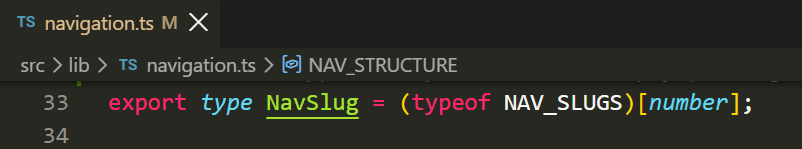 TS navigation.ts M
src > lib > TS navigation.ts > NAV_STRUCTURE
33 export type NavSlug = (typeof NAV_SLUGS)[number];
34